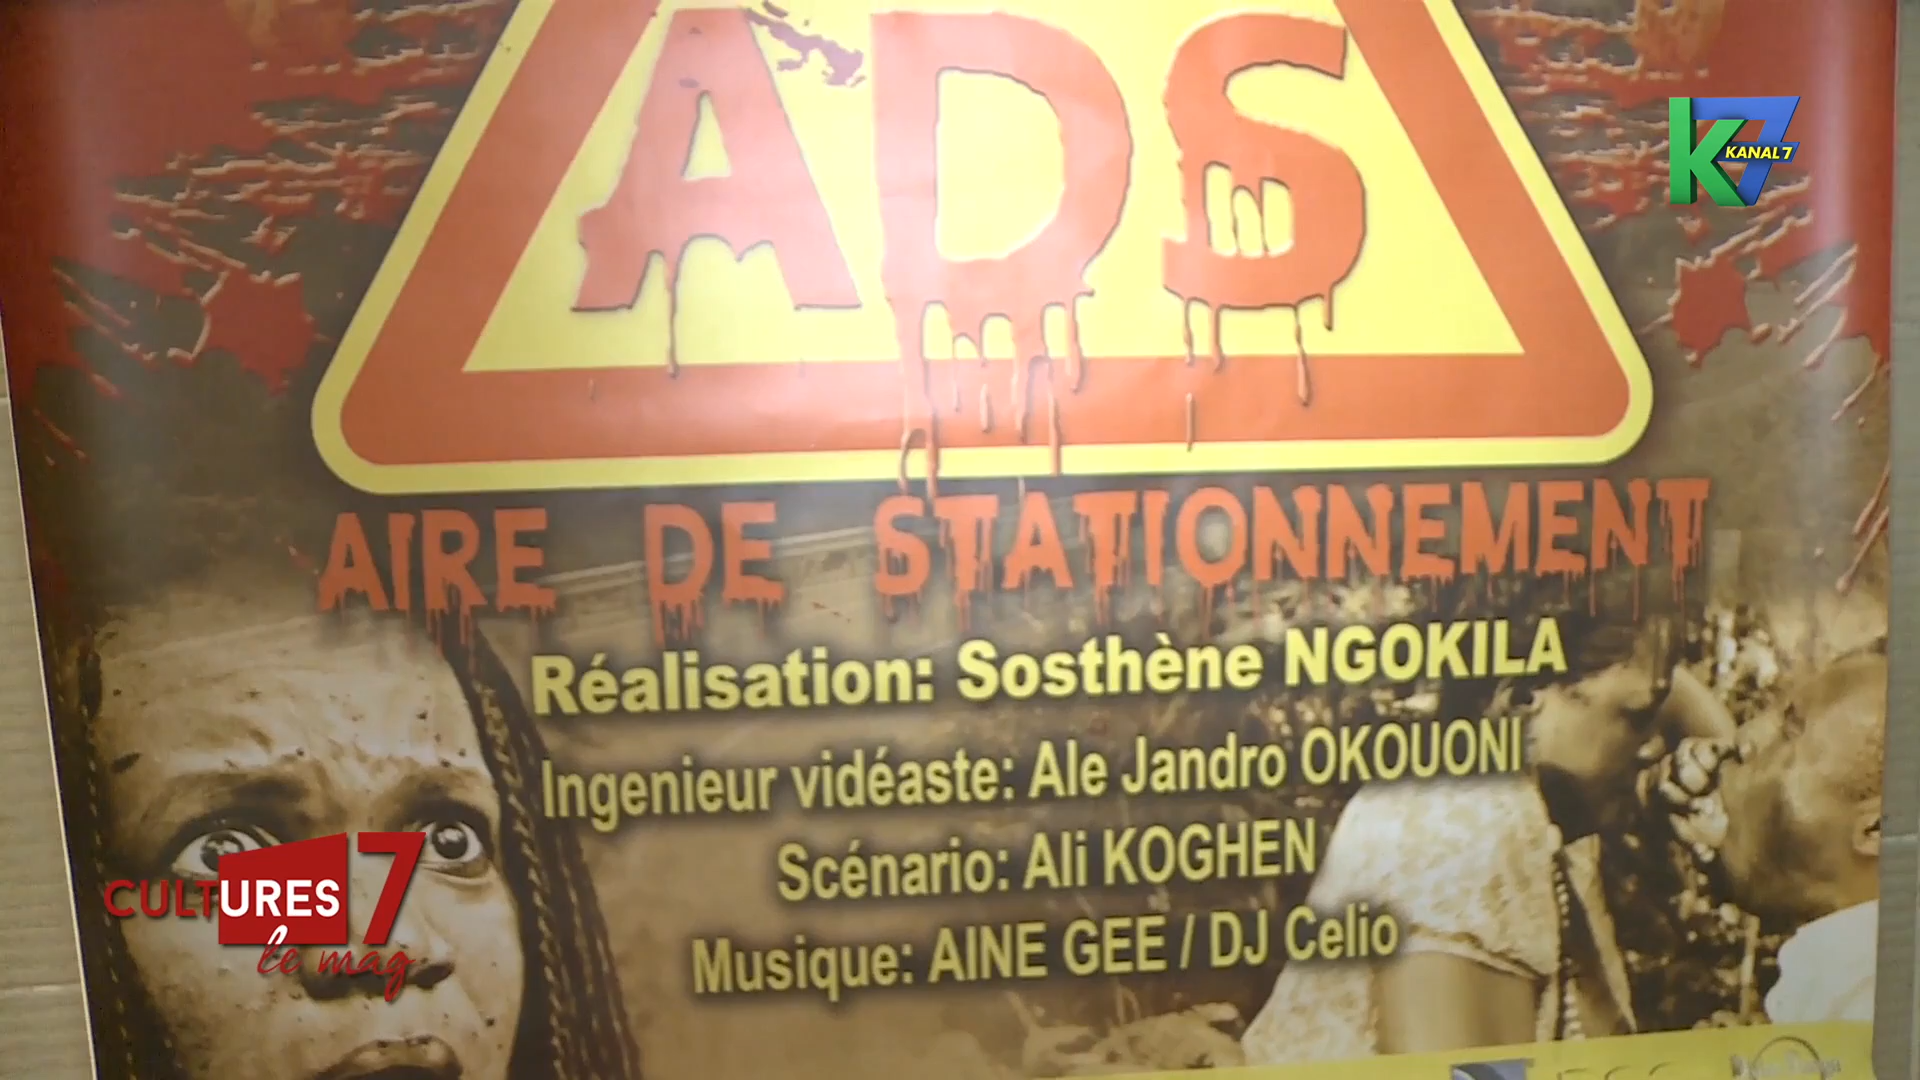 ADS
K7
KANAL 7
AIRE DE STATIONNEMENT
Réalisation: Sosthène NGOKILA
Ingenieur vidéaste: Ale Jandro OKOUONI
Scénario: Ali KOGHEN
Musique: AINE GEE / DJ Celio
CULTURES 7
le mag